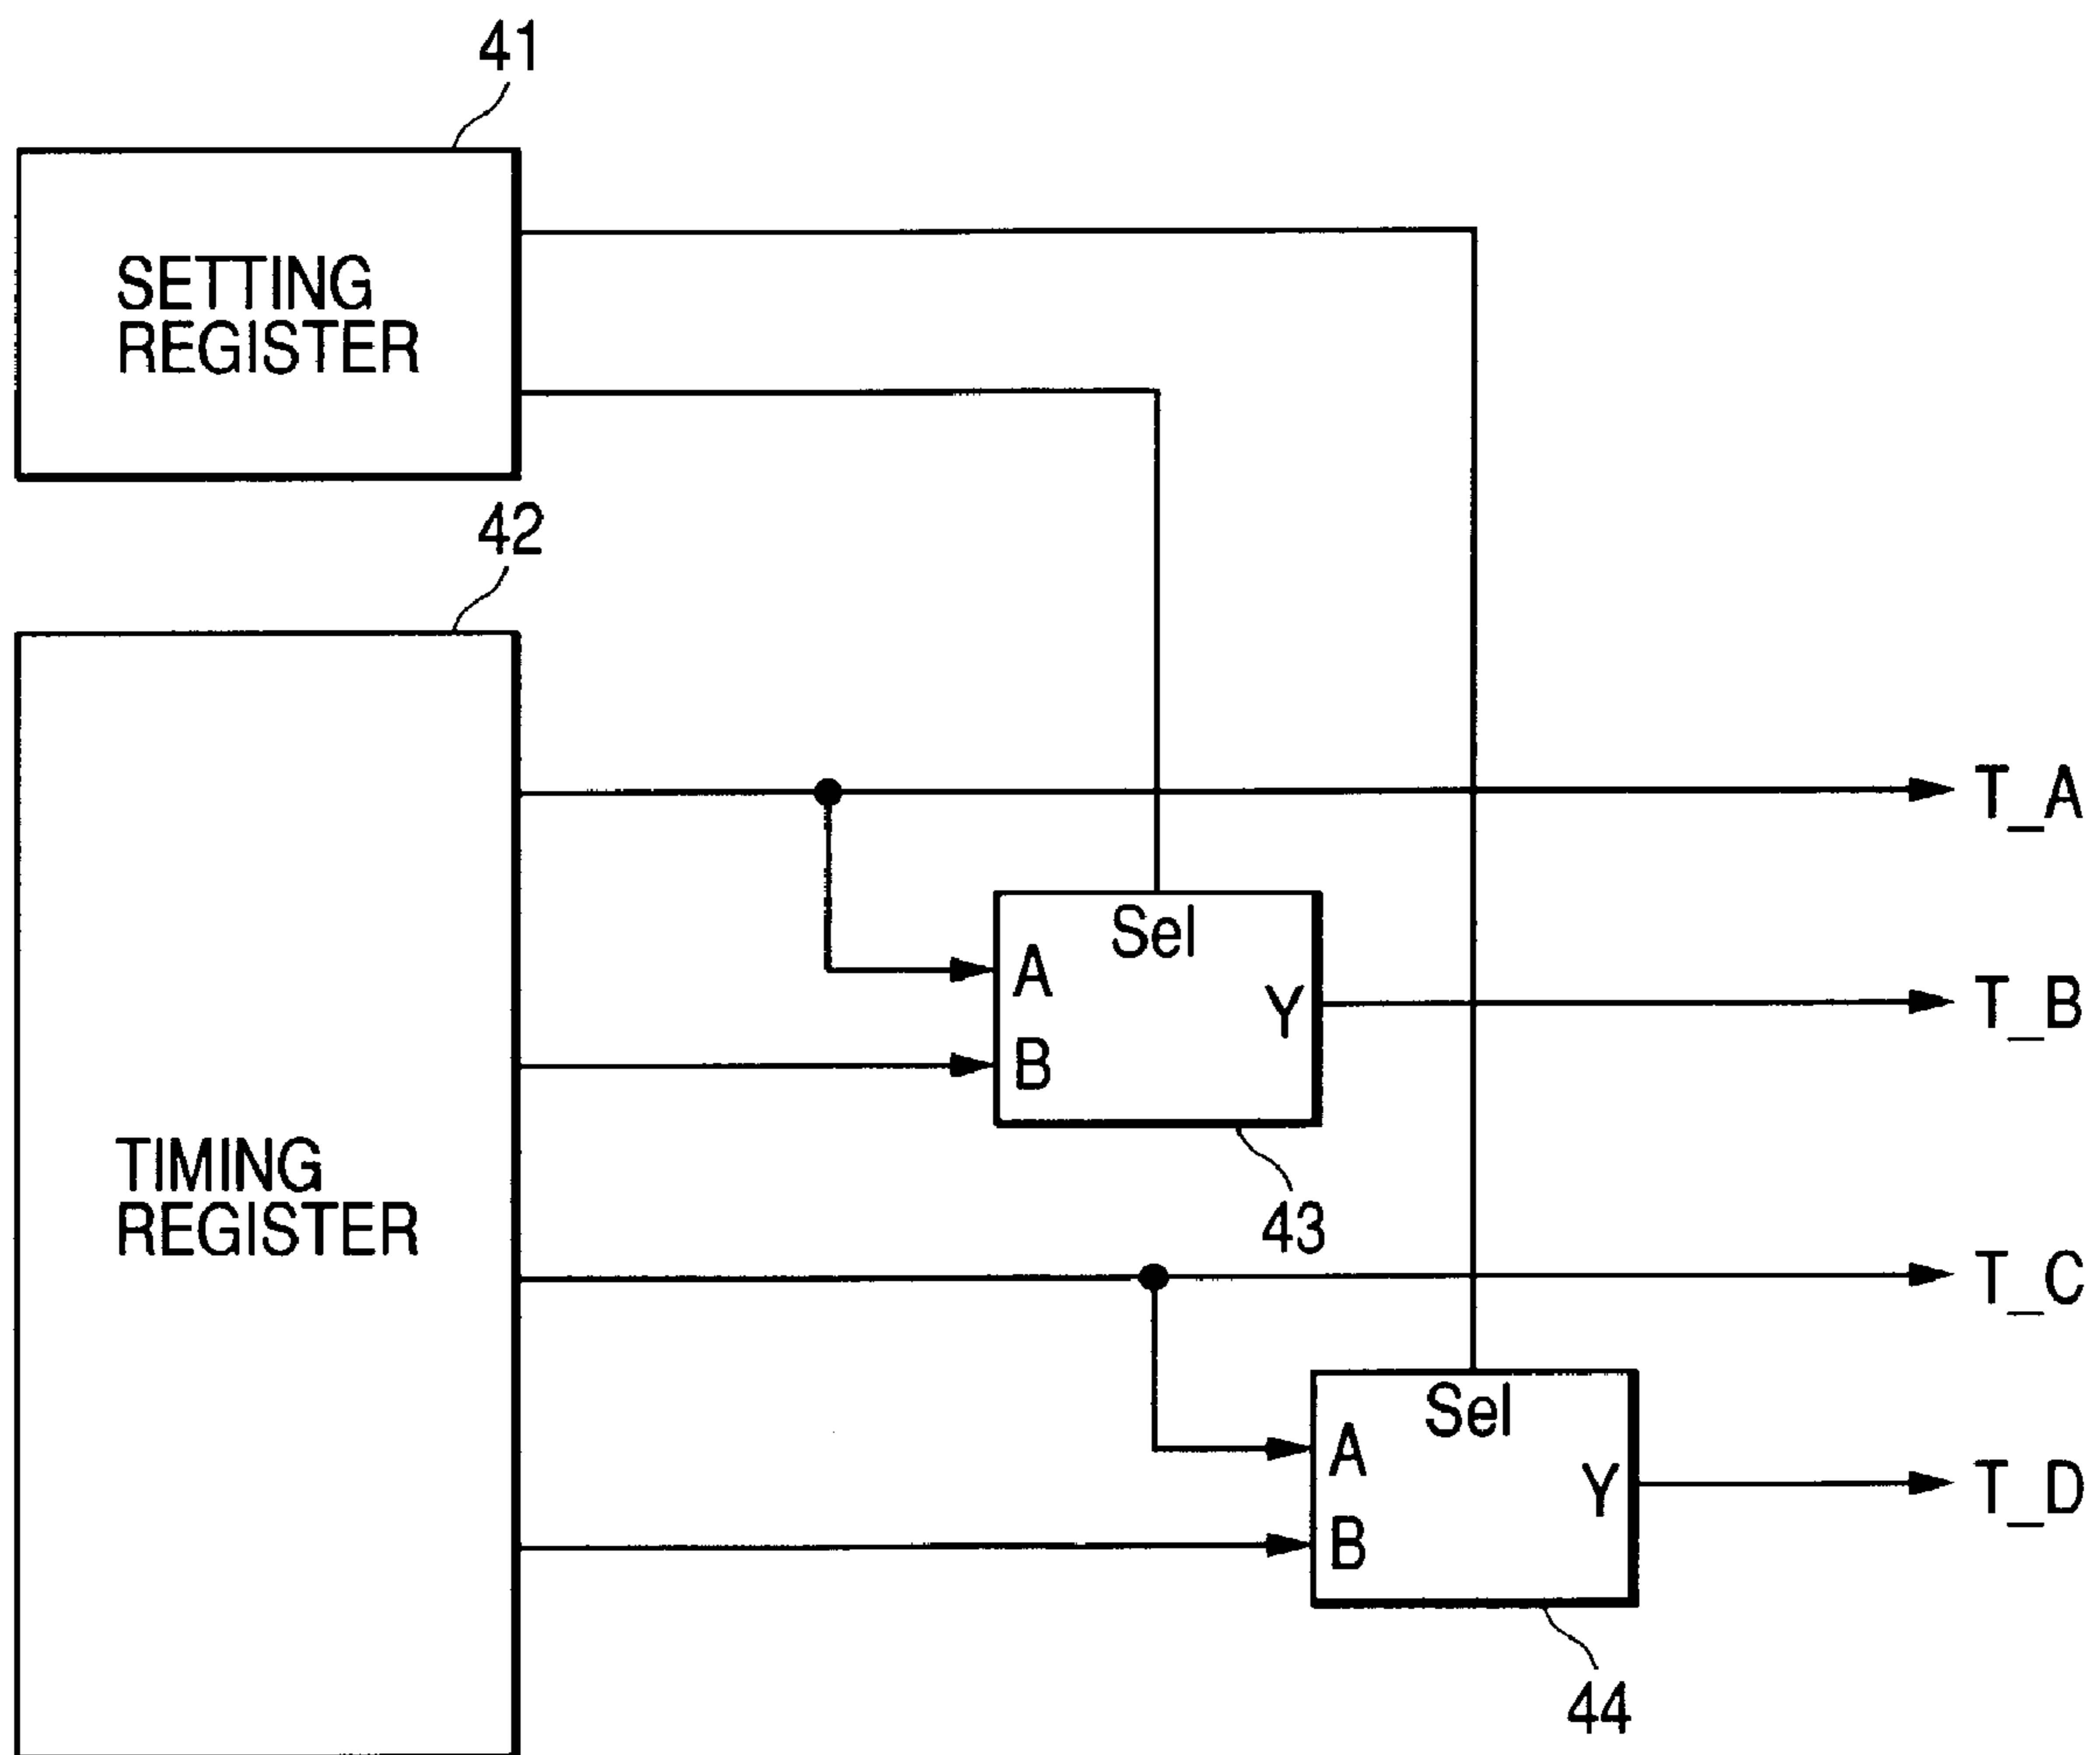 41
SETTING
REGISTER
42
T_A
Sel
A
Y
T_B
B
TIMING
REGISTER
43
T_C
Sel
A
Y
T_D
B
44